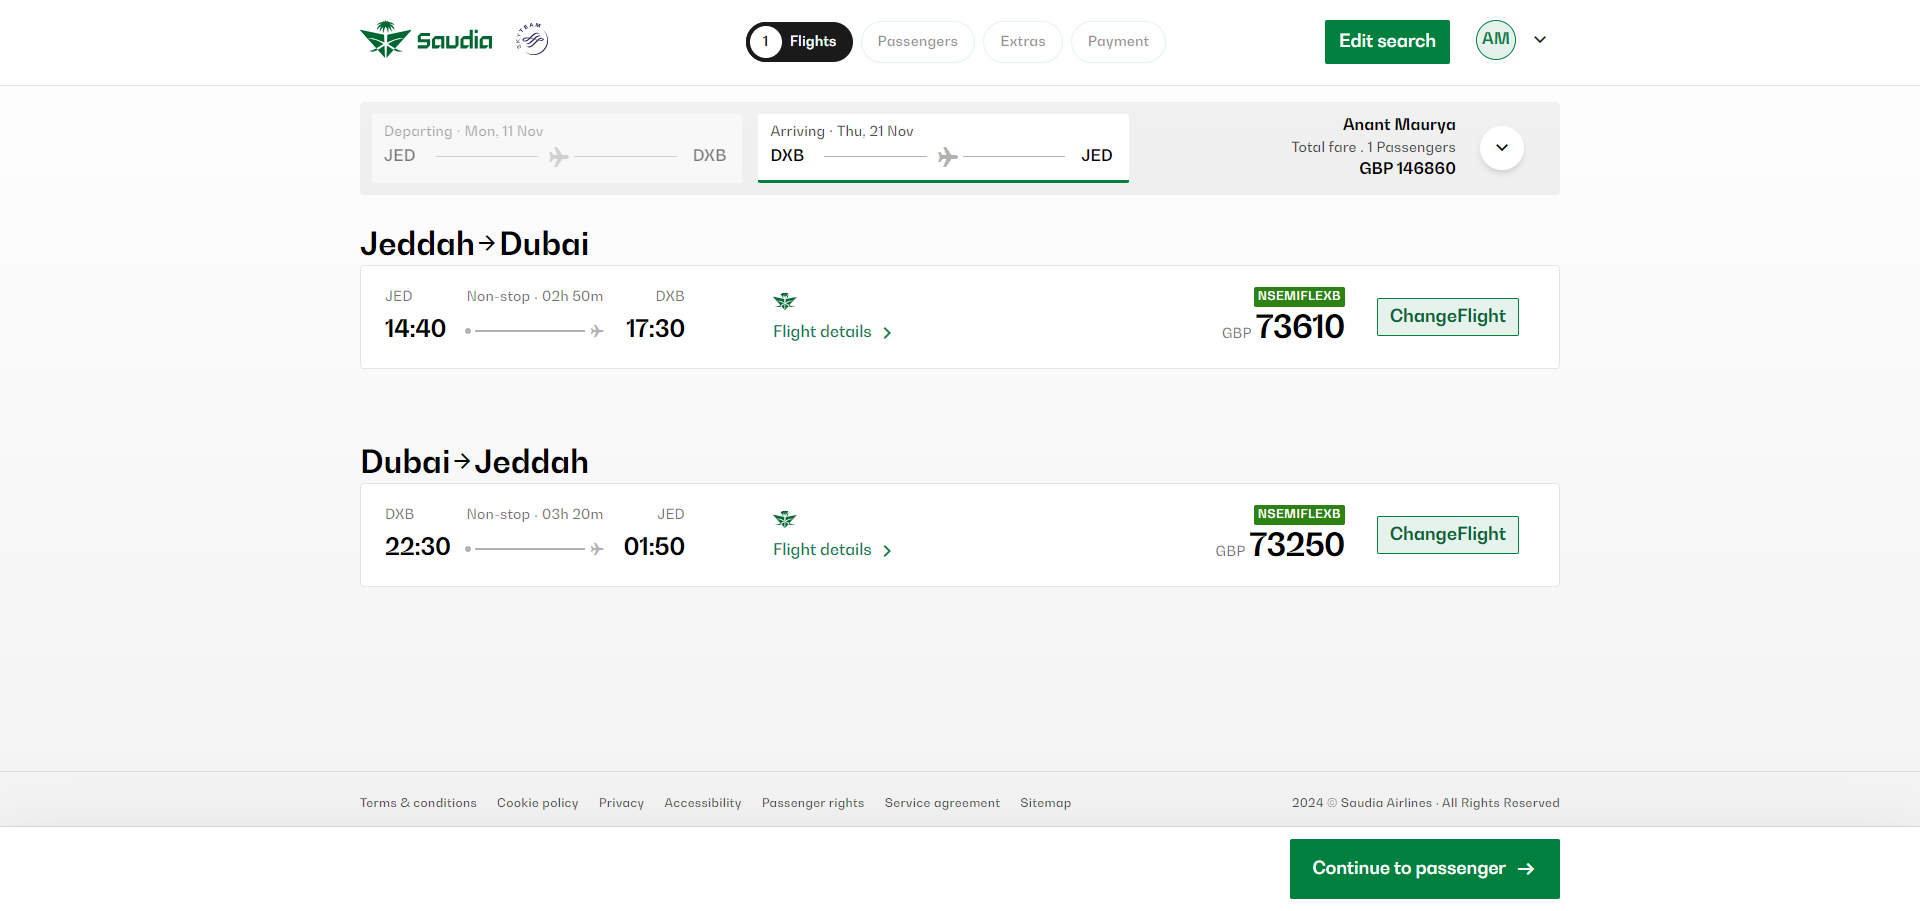 Saudia
SKYTEAM
1 Flights
Passengers
Extras
Payment
Edit search
AM
Departing · Mon, 11 Nov
JED DXB
Arriving · Thu, 21 Nov
DXB JED
Anant Maurya
Total fare . 1 Passengers
GBP 146860
Jeddah→Dubai
JED Non-stop · 02h 50m DXB
14:40 17:30
Flight details
NSEMIFLEXB
GBP 73610
ChangeFlight
Dubai→Jeddah
DXB Non-stop · 03h 20m JED
22:30 01:50
Flight details
NSEMIFLEXB
GBP 73250
ChangeFlight
Terms & conditions Cookie policy Privacy Accessibility Passenger rights Service agreement Sitemap
2024 © Saudia Airlines · All Rights Reserved
Continue to passenger →